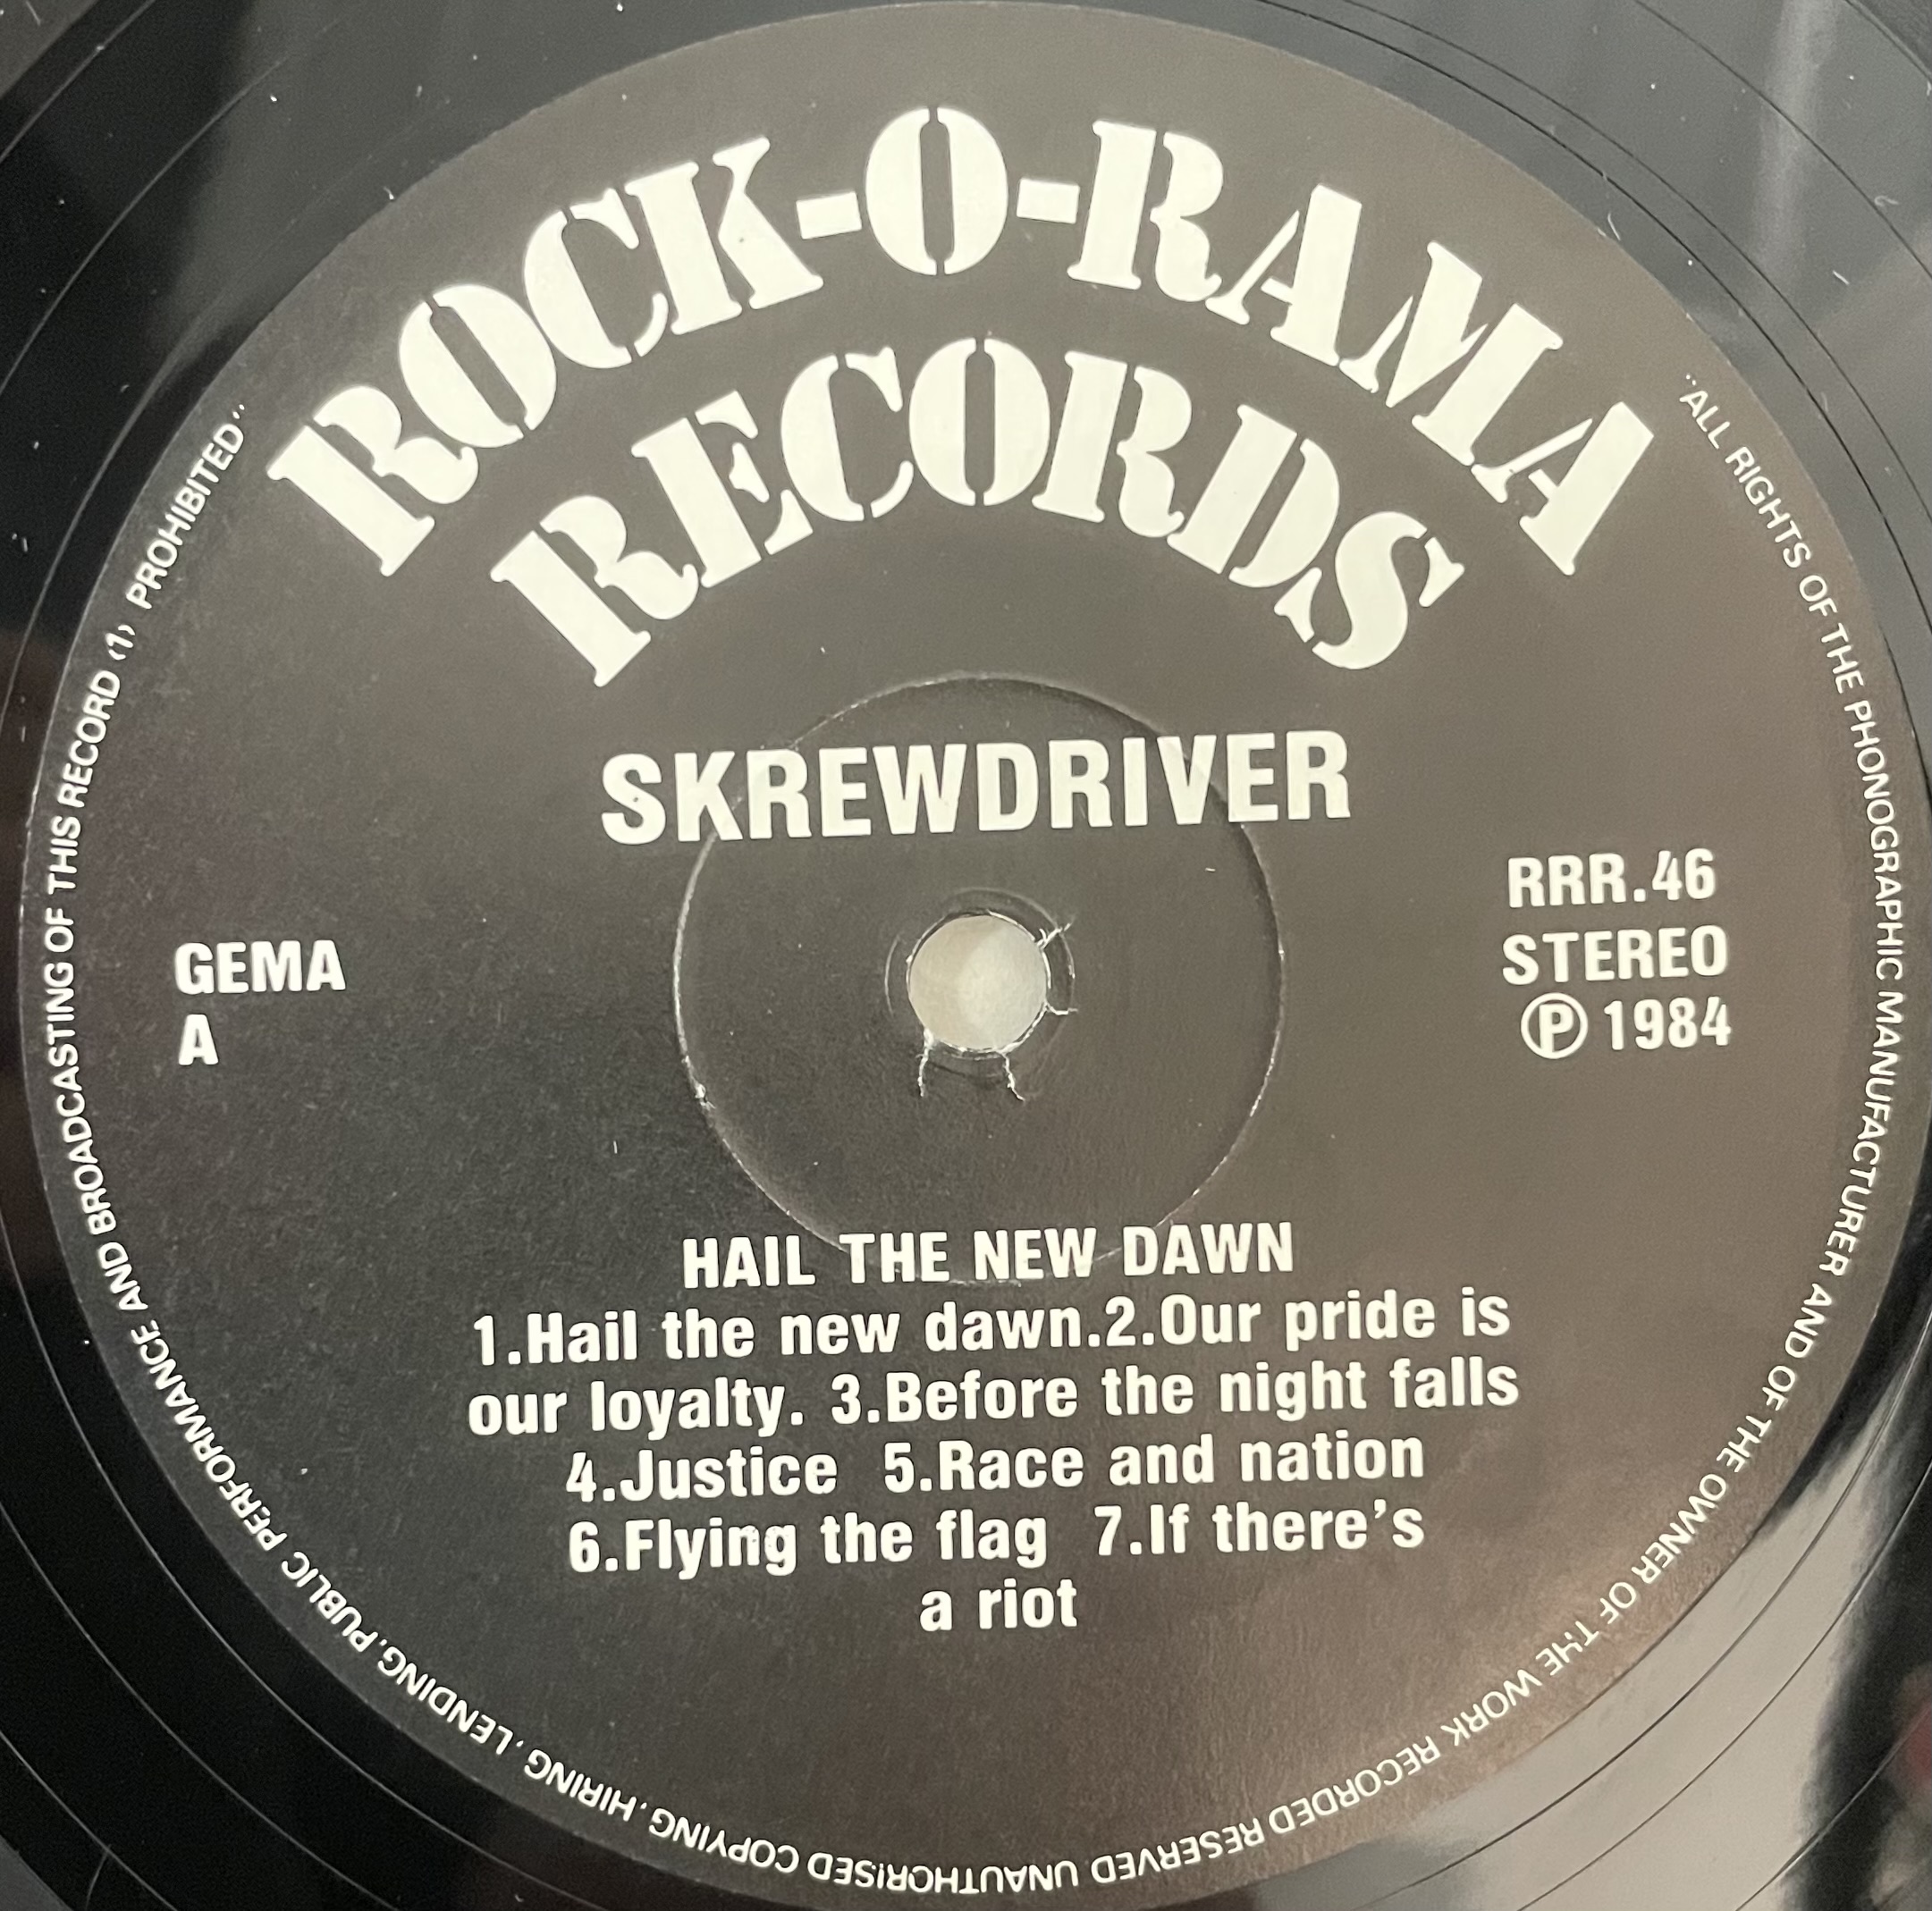 ROCK-O-RAMA
RECORDS
SKREWDRIVER
RRR.46
STEREO
Ⓟ 1984
GEMA
A
HAIL THE NEW DAWN
1.Hail the new dawn.2.Our pride is
our loyalty. 3.Before the night falls
4.Justice 5.Race and nation
6.Flying the flag 7.If there's
a riot
"ALL RIGHTS OF THE PHONOGRAPHIC MANUFACTURER AND OF THE OWNER OF THE WORK RECORDED RESERVED UNAUTHORISED COPYING, HIRING, LENDING, PUBLIC PERFORMANCE AND BROADCASTING OF THIS RECORD (1) PROHIBITED"